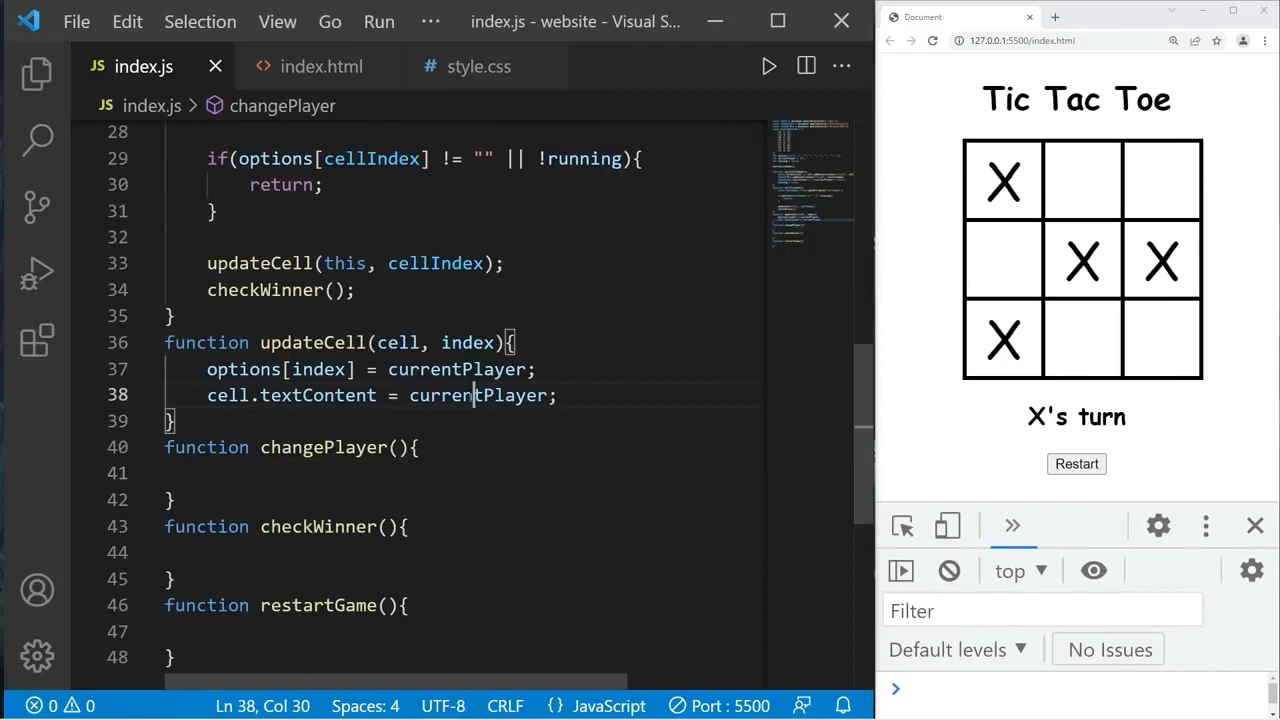 File Edit Selection View Go Run ··· index.js - website - Visual S...
JS index.js × <> index.html # style.css
JS index.js > changePlayer
28
29 if(options[cellIndex] != "" || !running){
30 return;
31 }
32
33 updateCell(this, cellIndex);
34 checkWinner();
35 }
36 function updateCell(cell, index){
37 options[index] = currentPlayer;
38 cell.textContent = currentPlayer;
39 }
40 function changePlayer(){
41
42 }
43 function checkWinner(){
44
45 }
46 function restartGame(){
47
48 }
0 0 Ln 38, Col 30 Spaces: 4 UTF-8 CRLF {} JavaScript Port : 5500
Document
127.0.0.1:5500/index.html
Tic Tac Toe
X
X X
X
X's turn
Restart
top
Filter
Default levels No Issues